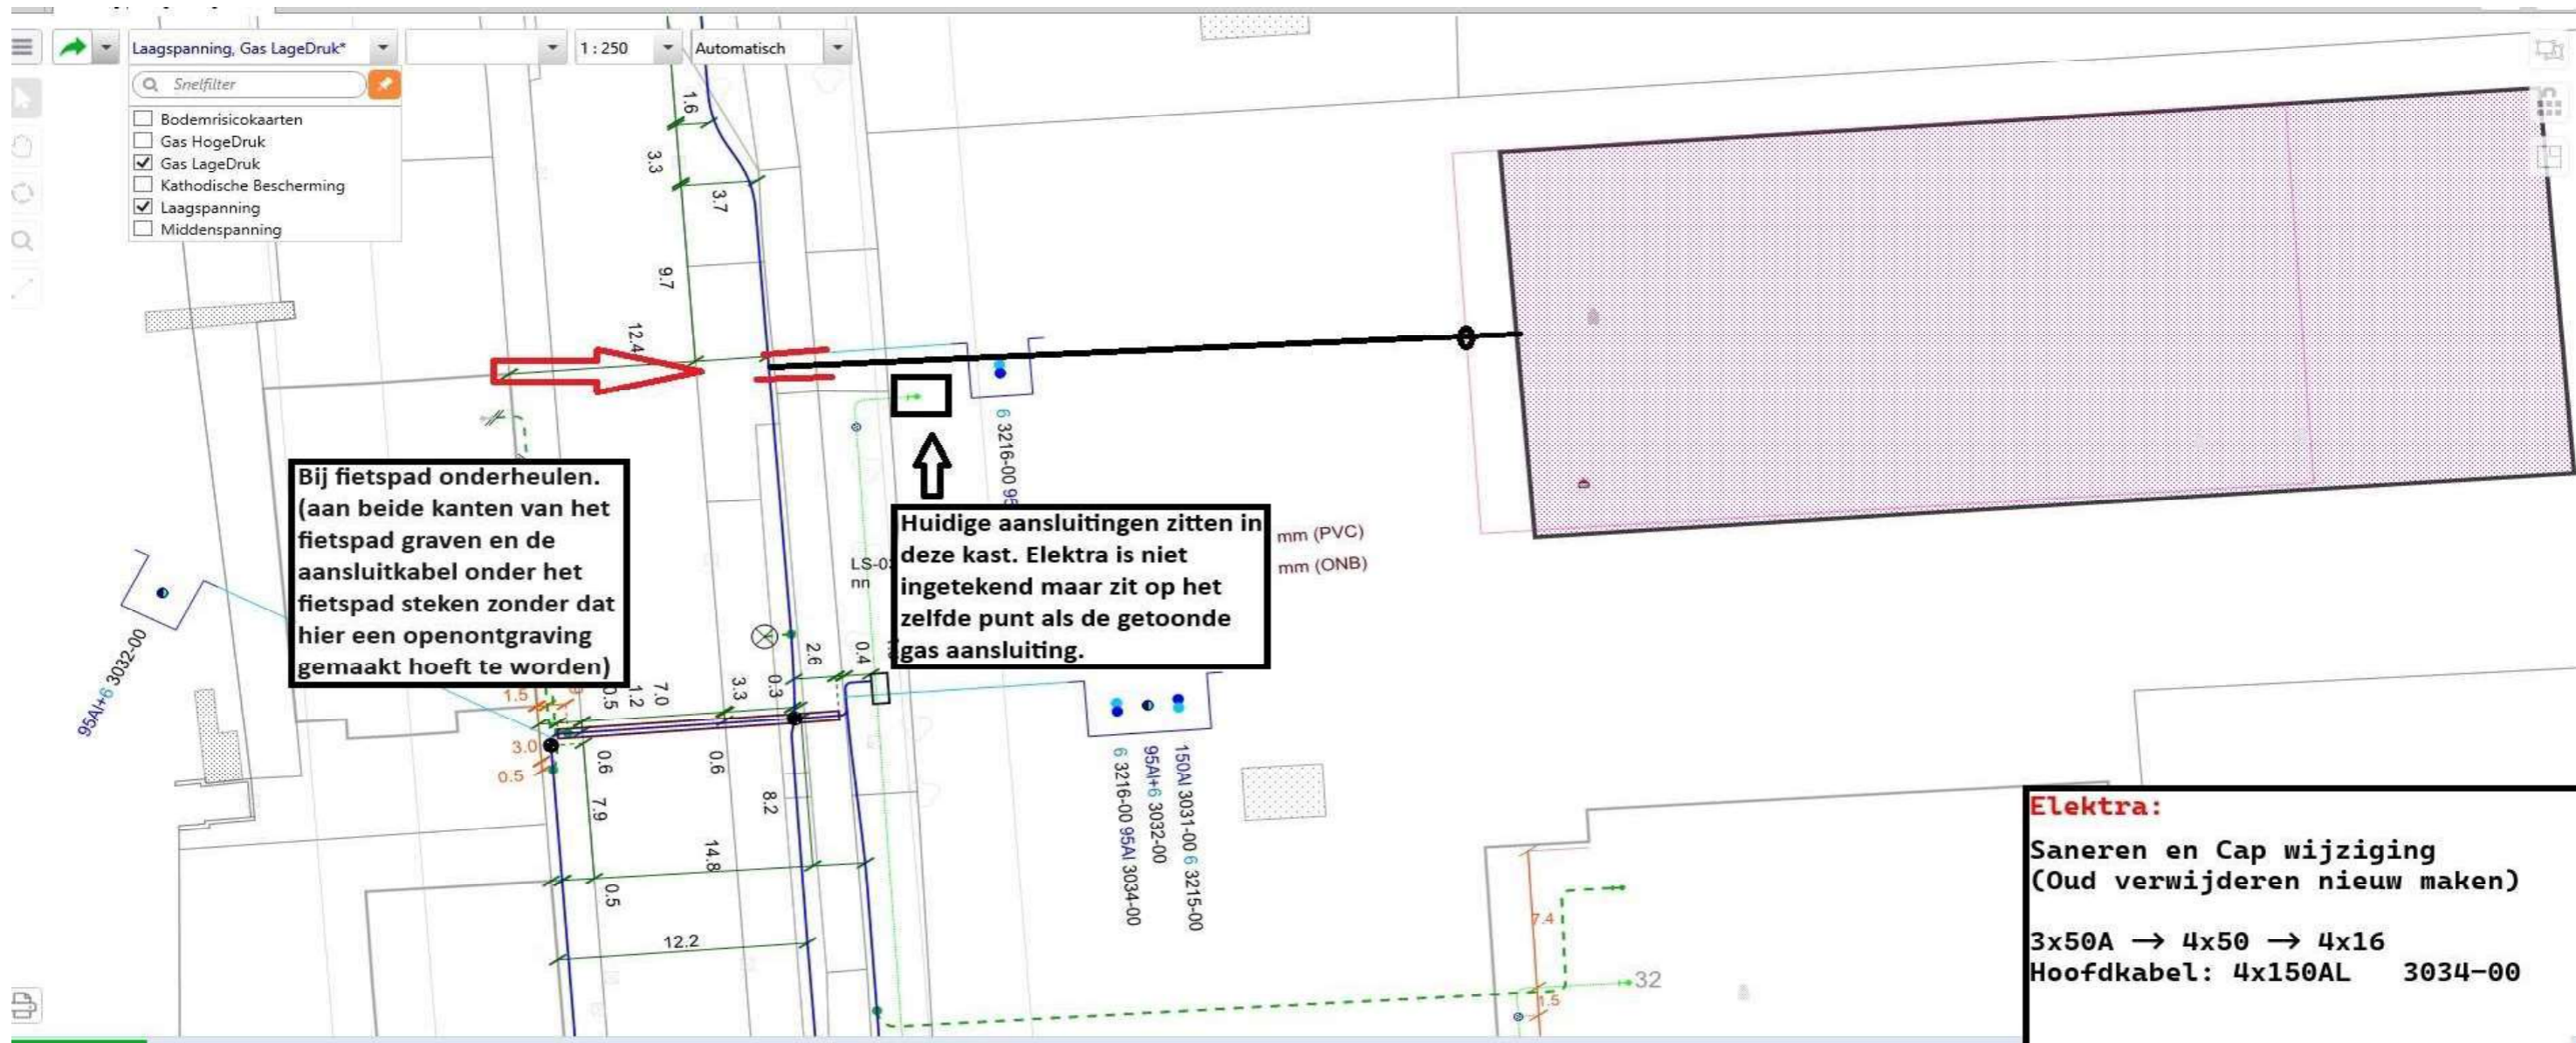 Laagspanning, Gas LageDruk*
1 : 250
Automatisch
Snelfilter
Bodemrisicokaarten
Gas HogeDruk
Gas LageDruk
Kathodische Bescherming
Laagspanning
Middenspanning
1.6
3.3
3.7
9.7
12.4
Bij fietspad onderheulen.
(aan beide kanten van het
fietspad graven en de
aansluitkabel onder het
fietspad steken zonder dat
hier een openontgraving
gemaakt hoeft te worden)
6 3216-00 95
Huidige aansluitingen zitten in
deze kast. Elektra is niet
ingetekend maar zit op het
zelfde punt als de getoonde
gas aansluiting.
mm (PVC)
mm (ONB)
LS-0
nn
95Al+6 3032-00
2.6
0.4
1.5
0.5
1.2
7.0
3.3
0.3
3.0
0.5
0.6
0.6
7.9
8.2
14.8
0.5
12.2
6 3216-00 95Al 3034-00
95Al+6 3032-00
150Al 3031-00 6 3215-00
7.4
1.5
32
Elektra:
Saneren en Cap wijziging
(Oud verwijderen nieuw maken)
3x50A → 4x50 → 4x16
Hoofdkabel: 4x150AL 3034-00